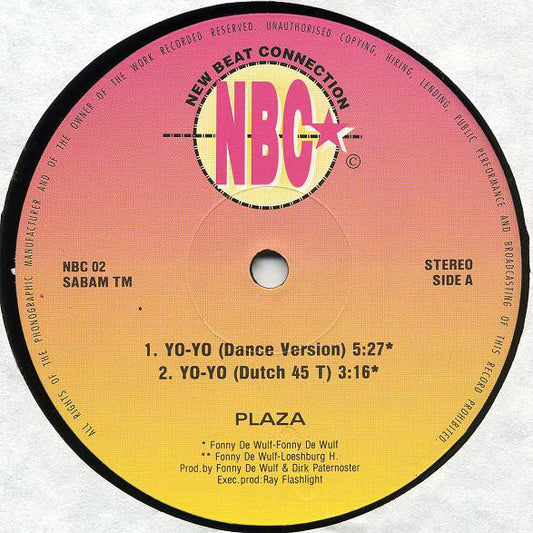 ALL RIGHTS OF THE PHONOGRAPHIC MANUFACTURER AND OF THE OWNER OF THE WORK RECORDED RESERVED. UNAUTHORISED COPYING, HIRING, LENDING, PUBLIC PERFORMANCE AND BROADCASTING OF THIS RECORD PROHIBITED.
NEW BEAT CONNECTION
NBC
©
NBC 02
SABAM TM
STEREO
SIDE A
1. YO-YO (Dance Version) 5:27*
2. YO-YO (Dutch 45 T) 3:16*
PLAZA
* Fonny De Wulf-Fonny De Wulf
** Fonny De Wulf-Loeshburg H.
Prod.by Fonny De Wulf & Dirk Paternoster
Exec.prod:Ray Flashlight